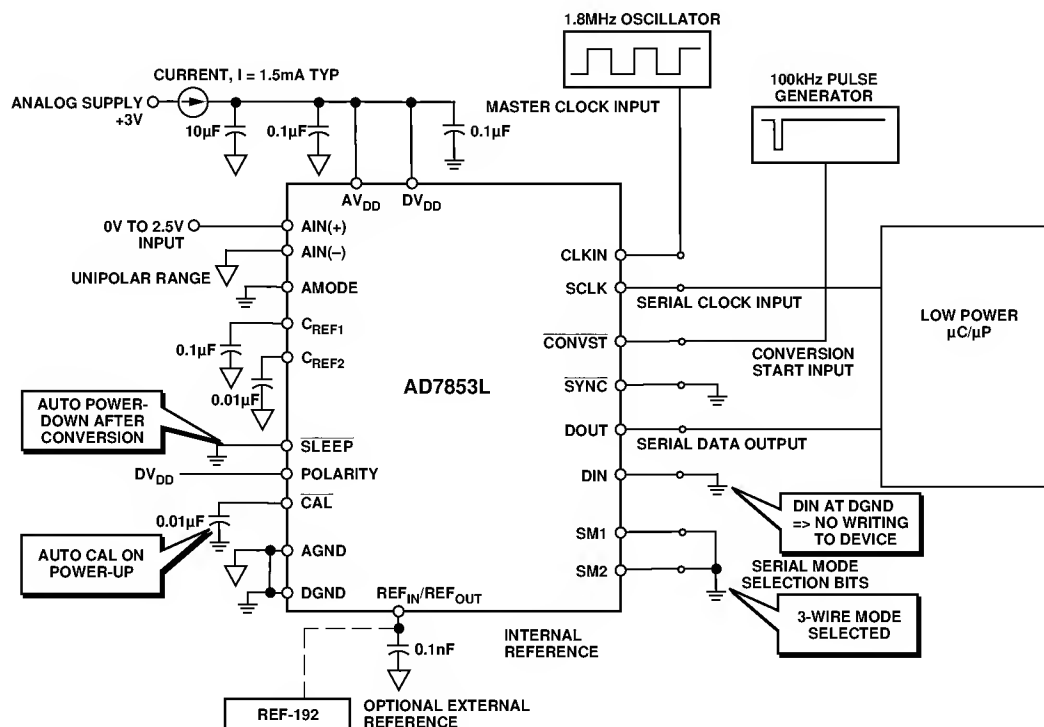 1.8MHz OSCILLATOR
100kHz PULSE
GENERATOR
MASTER CLOCK INPUT
CURRENT, I = 1.5mA TYP
ANALOG SUPPLY
+3V
10µF
0.1µF
0.1µF
AVDD
DVDD
0V TO 2.5V
INPUT
AIN(+)
AIN(–)
UNIPOLAR RANGE
AMODE
CREF1
0.1µF
CREF2
0.01µF
AUTO POWER-
DOWN AFTER
CONVERSION
SLEEP
DVDD
POLARITY
CAL
0.01µF
AUTO CAL ON
POWER-UP
AGND
DGND
REFIN/REFOUT
AD7853L
CLKIN
SCLK
SERIAL CLOCK INPUT
CONVST
CONVERSION
START INPUT
SYNC
DOUT
SERIAL DATA OUTPUT
DIN
DIN AT DGND
=> NO WRITING
TO DEVICE
SM1
SM2
SERIAL MODE
SELECTION BITS
3-WIRE MODE
SELECTED
LOW POWER
µC/µP
INTERNAL
REFERENCE
0.1nF
OPTIONAL EXTERNAL
REFERENCE
REF-192